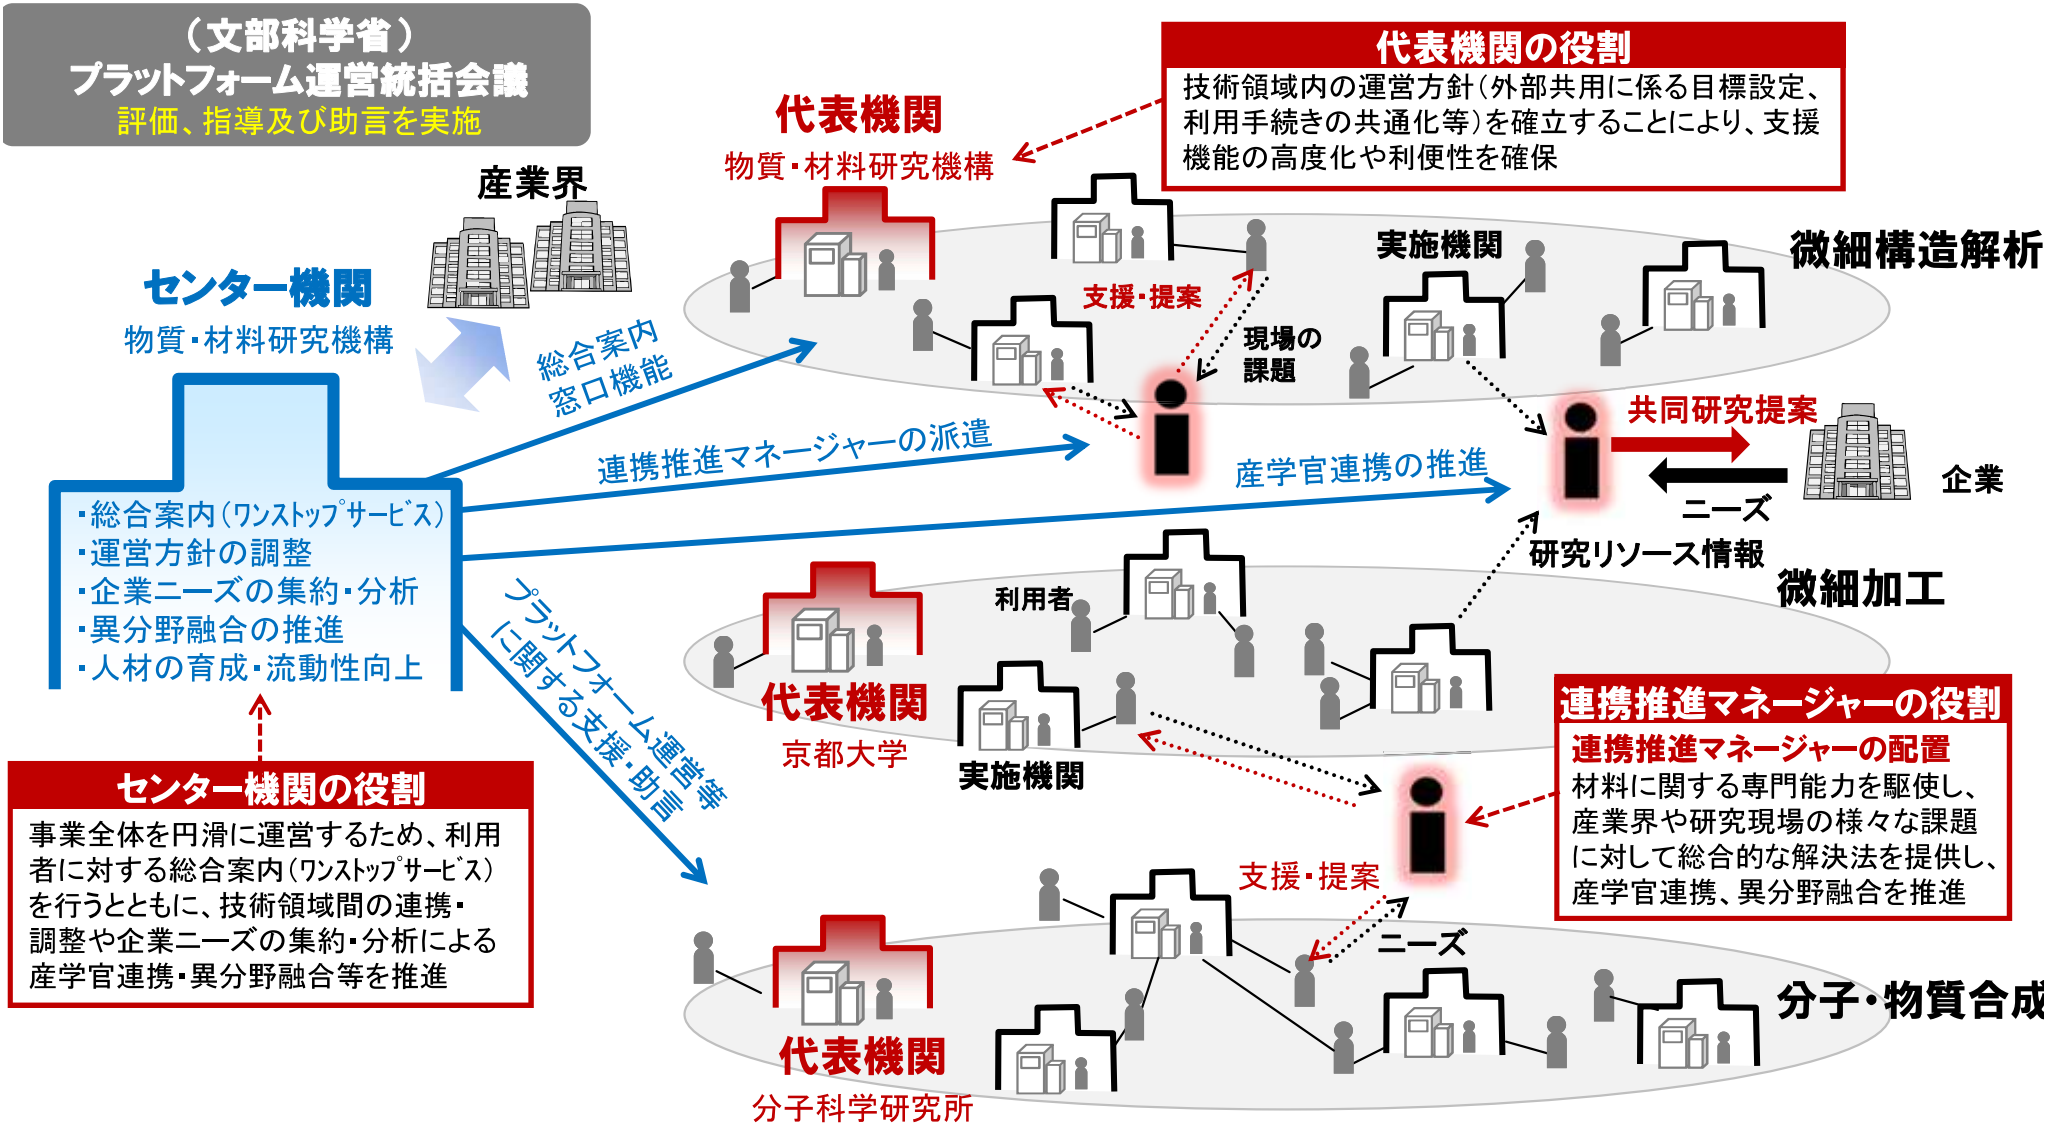 （文部科学省）
プラットフォーム運営統括会議
評価、指導及び助言を実施
産業界
センター機関
物質・材料研究機構
・総合案内（ワンストップサービス）
・運営方針の調整
・企業ニーズの集約・分析
・異分野融合の推進
・人材の育成・流動性向上
センター機関の役割
事業全体を円滑に運営するため、利用
者に対する総合案内（ワンストップサービス）
を行うとともに、技術領域間の連携・
調整や企業ニーズの集約・分析による
産学官連携・異分野融合等を推進
総合案内
窓口機能
連携推進マネージャーの派遣
産学官連携の推進
プラットフォーム運営等
に関する支援・助言
代表機関の役割
技術領域内の運営方針（外部共用に係る目標設定、
利用手続きの共通化等）を確立することにより、支援
機能の高度化や利便性を確保
代表機関
物質・材料研究機構
実施機関
微細構造解析
支援・提案
現場の
課題
共同研究提案
企業
ニーズ
研究リソース情報
微細加工
利用者
代表機関
京都大学
実施機関
連携推進マネージャーの役割
連携推進マネージャーの配置
材料に関する専門能力を駆使し、
産業界や研究現場の様々な課題
に対して総合的な解決法を提供し、
産学官連携、異分野融合を推進
支援・提案
ニーズ
分子・物質合成
代表機関
分子科学研究所